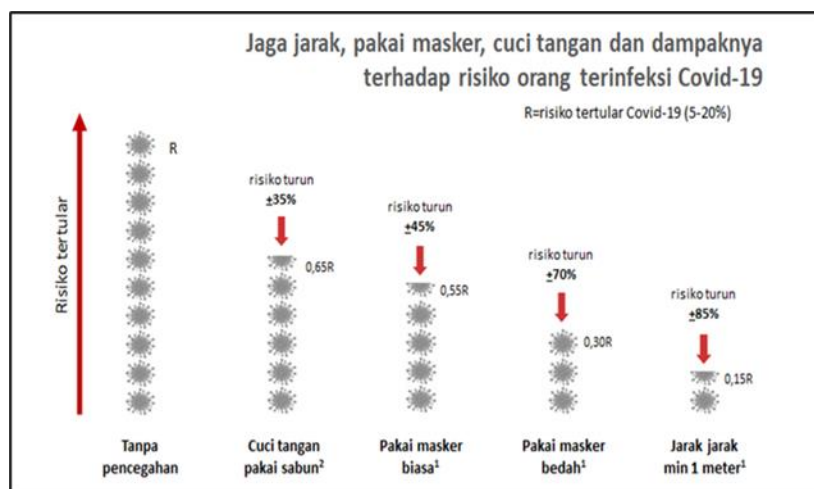 Jaga jarak, pakai masker, cuci tangan dan dampaknya
terhadap risiko orang terinfeksi Covid-19
R=risiko tertular Covid-19 (5-20%)
Risiko tertular
R
risiko turun
±35%
0,65R
risiko turun
±45%
0,55R
risiko turun
±70%
0,30R
risiko turun
±85%
0,15R
Tanpa
pencegahan
Cuci tangan
pakai sabun²
Pakai masker
biasa¹
Pakai masker
bedah¹
Jarak jarak
min 1 meter¹